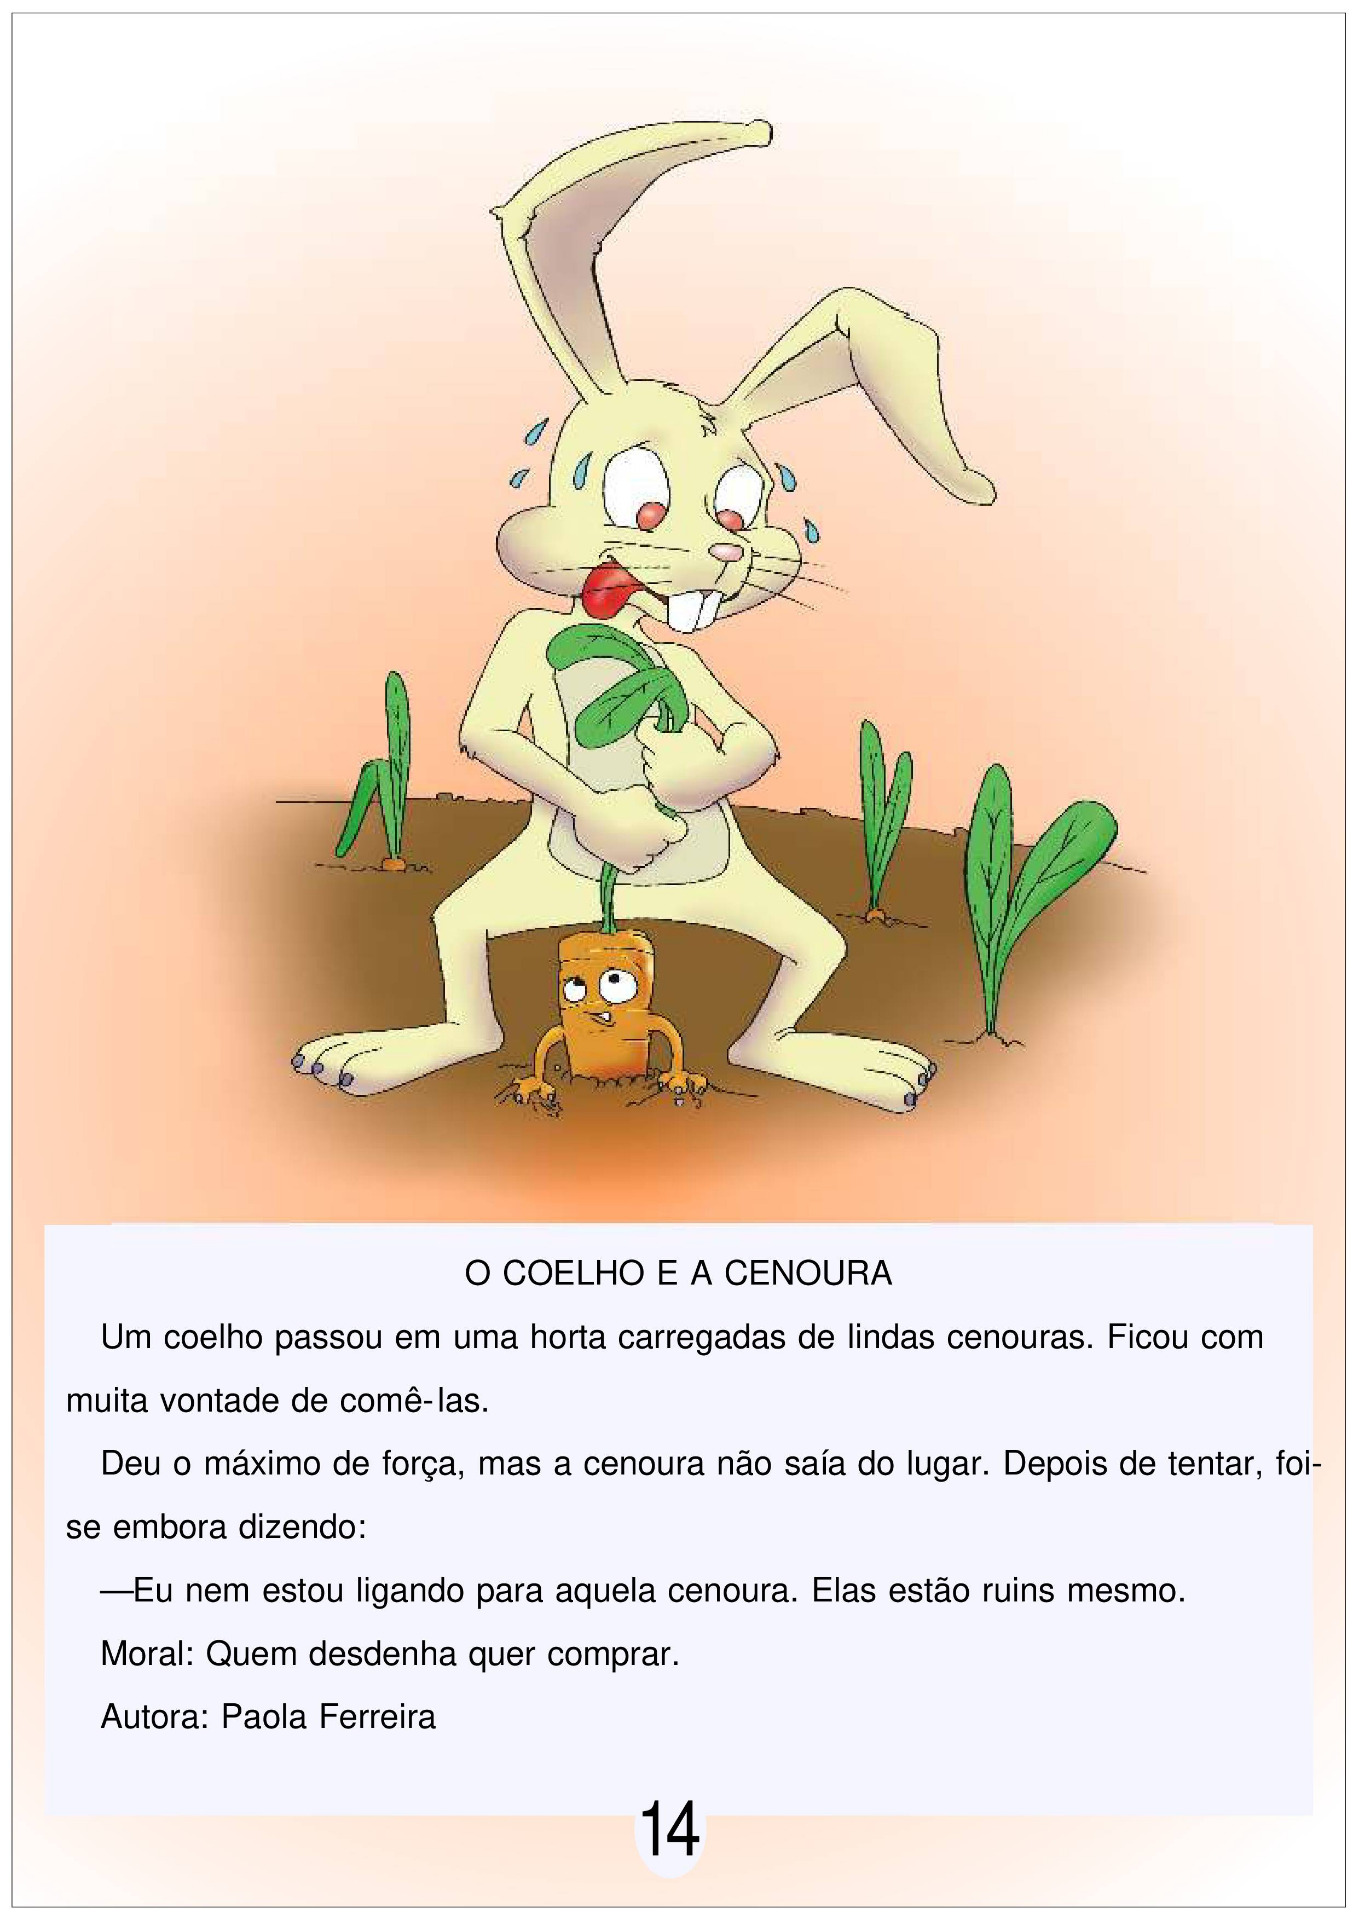 O COELHO E A CENOURA
Um coelho passou em uma horta carregadas de lindas cenouras. Ficou com
muita vontade de comê-las.
Deu o máximo de força, mas a cenoura não saía do lugar. Depois de tentar, foi-
se embora dizendo:
—Eu nem estou ligando para aquela cenoura. Elas estão ruins mesmo.
Moral: Quem desdenha quer comprar.
Autora: Paola Ferreira
14